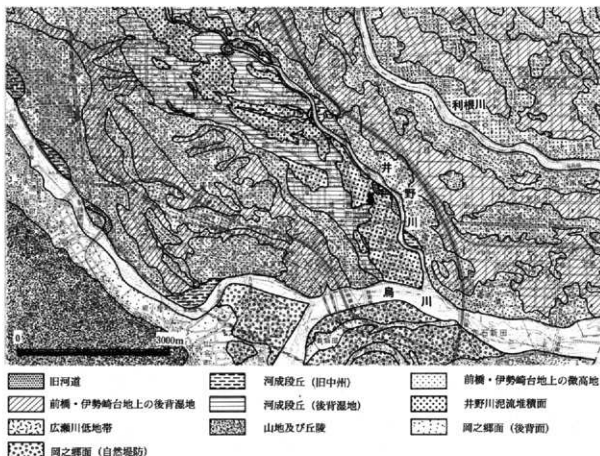 利根川
井野川
烏川
岩新田
0 3000m
旧河道
河成段丘（旧中州）
前橋・伊勢崎台地上の微高地
前橋・伊勢崎台地上の後背湿地
河成段丘（後背湿地）
井野川泥流堆積面
広瀬川低地帯
山地及び丘陵
岡之郷面（後背面）
岡之郷面（自然堤防）